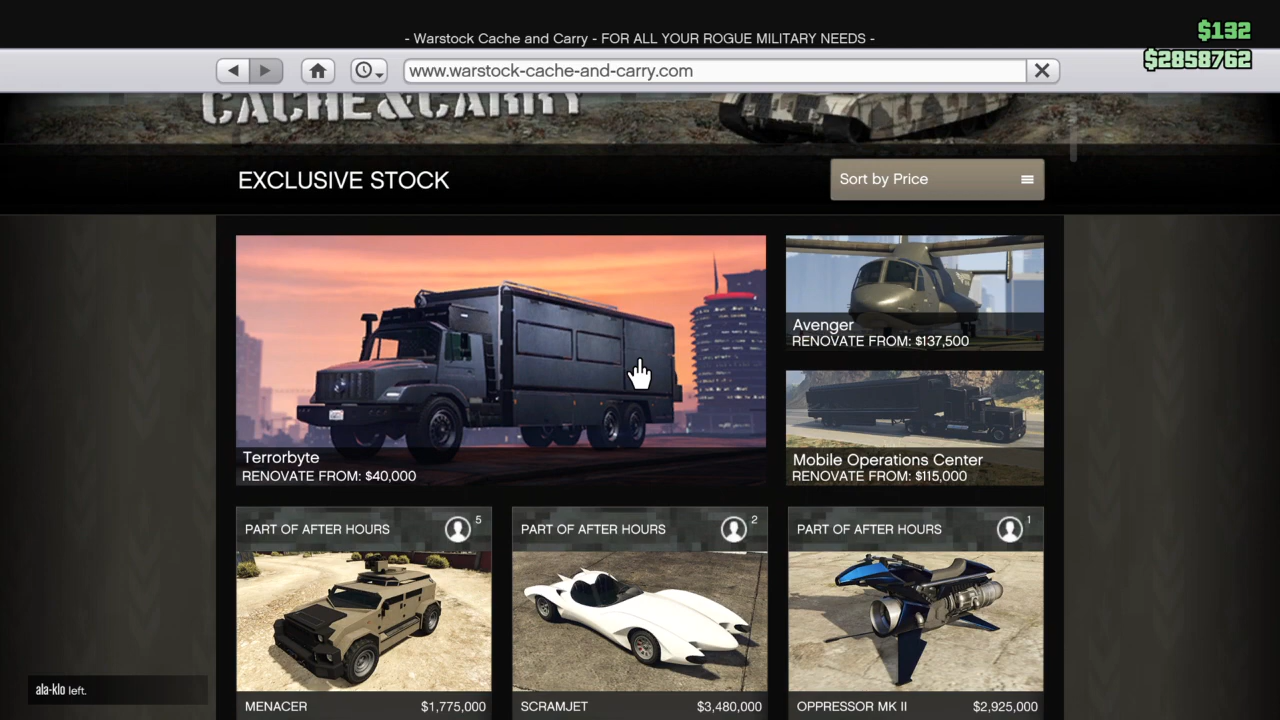 - Warstock Cache and Carry - FOR ALL YOUR ROGUE MILITARY NEEDS -
$132
$2858762
www.warstock-cache-and-carry.com
CACHE&CARRY
EXCLUSIVE STOCK
Sort by Price
Terrorbyte
RENOVATE FROM: $40,000
Avenger
RENOVATE FROM: $137,500
Mobile Operations Center
RENOVATE FROM: $115,000
PART OF AFTER HOURS 5
MENACER $1,775,000
PART OF AFTER HOURS 2
SCRAMJET $3,480,000
PART OF AFTER HOURS 1
OPPRESSOR MK II $2,925,000
ala-klo left.